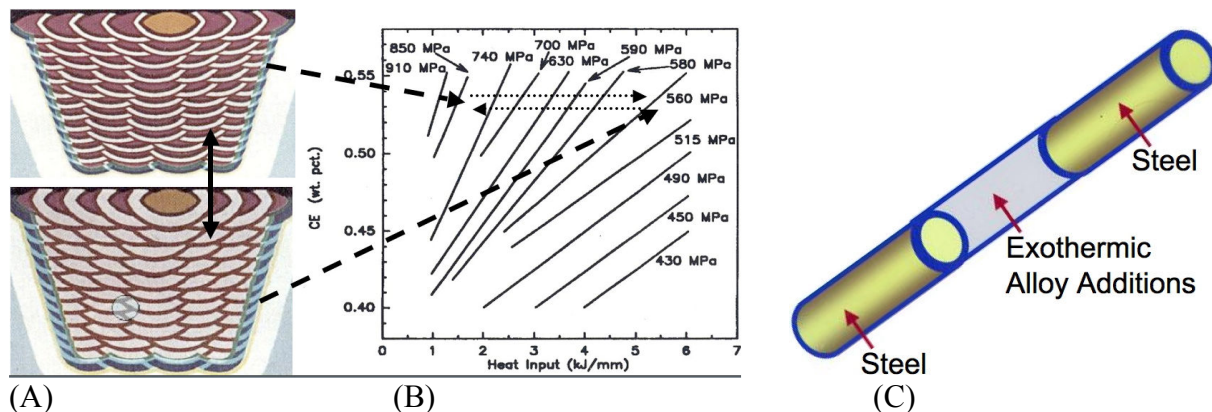 850 MPa
910 MPa
740 MPa
700 MPa
630 MPa
590 MPa
580 MPa
560 MPa
515 MPa
490 MPa
450 MPa
430 MPa
CE (wt. pct.)
0.55
0.50
0.45
0.40
0 1 2 3 4 5 6 7
Heat Input (kJ/mm)
Steel
Exothermic
Alloy Additions
Steel
(A) (B) (C)